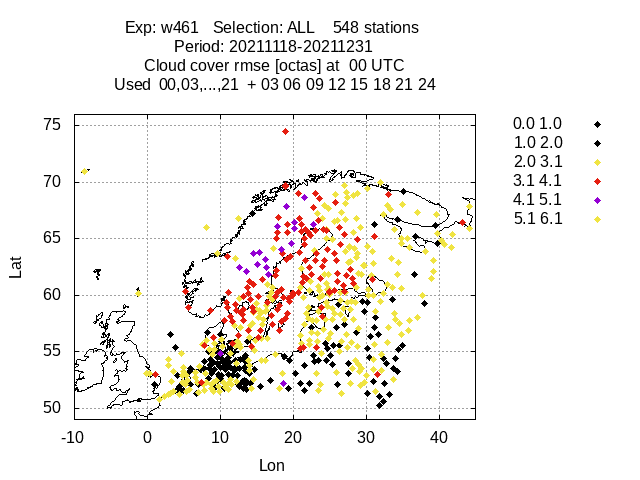 Exp: w461 Selection: ALL 548 stations
Period: 20211118-20211231
Cloud cover rmse [octas] at 00 UTC
Used 00,03,...,21 + 03 06 09 12 15 18 21 24
75
70
65
60
55
50
Lat
-10 0 10 20 30 40
Lon
0.0 1.0
1.0 2.0
2.0 3.1
3.1 4.1
4.1 5.1
5.1 6.1